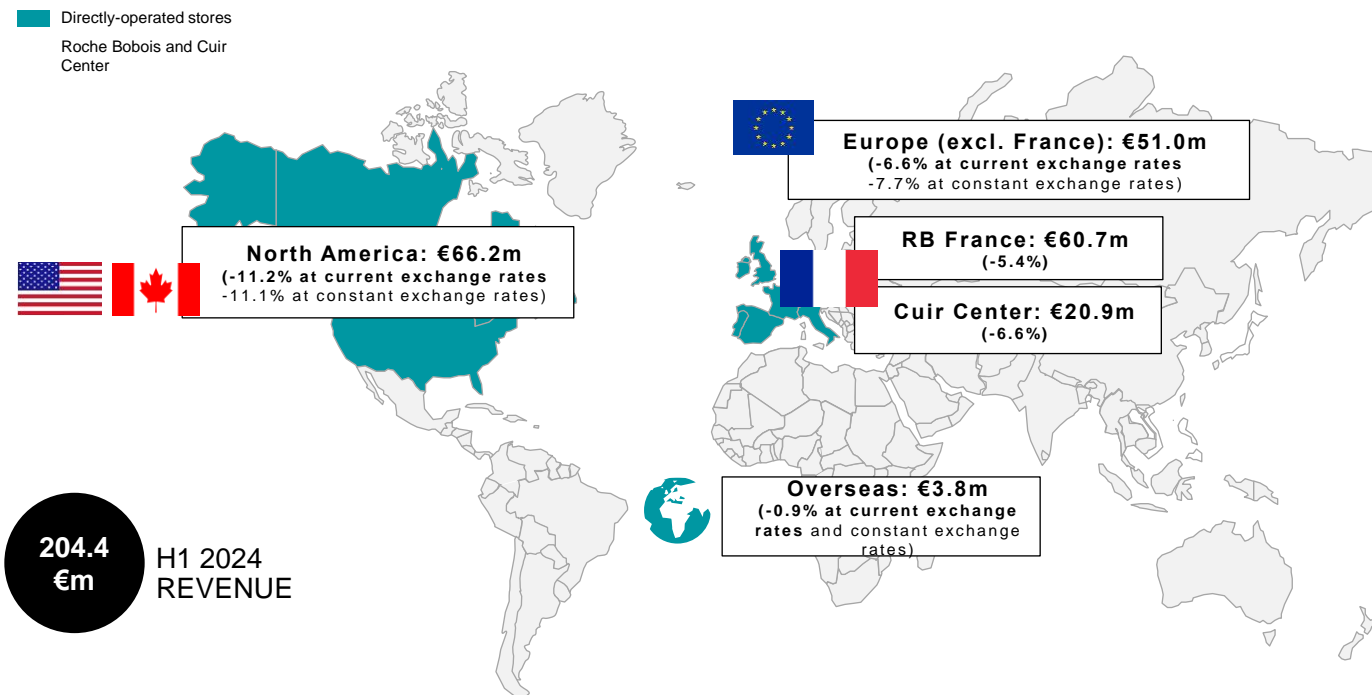 Directly-operated stores
Roche Bobois and Cuir
Center
Europe (excl. France): €51.0m
(-6.6% at current exchange rates
-7.7% at constant exchange rates)
North America: €66.2m
(-11.2% at current exchange rates
-11.1% at constant exchange rates)
RB France: €60.7m
(-5.4%)
Cuir Center: €20.9m
(-6.6%)
Overseas: €3.8m
(-0.9% at current exchange
rates and constant exchange
rates)
204.4
€m
H1 2024
REVENUE